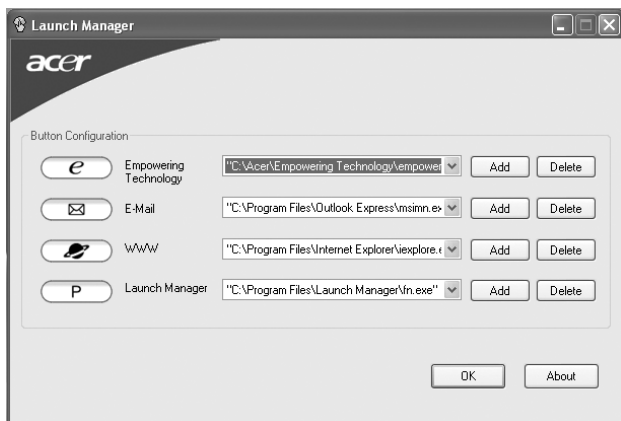 Launch Manager
acer
Button Configuration
e Empowering Technology "C:\Acer\Empowering Technology\empower Add Delete
E-Mail "C:\Program Files\Outlook Express\msimn.ex Add Delete
WWW "C:\Program Files\Internet Explorer\iexplore.e Add Delete
P Launch Manager "C:\Program Files\Launch Manager\fn.exe" Add Delete
OK About